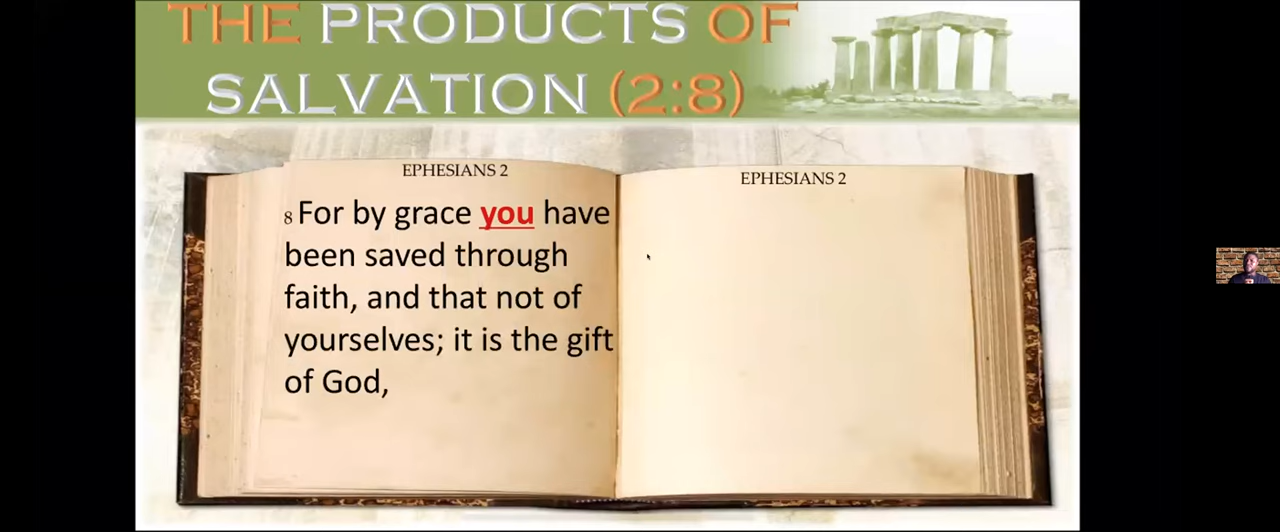 THE PRODUCTS OF
SALVATION (2:8)
EPHESIANS 2
8 For by grace you have
been saved through
faith, and that not of
yourselves; it is the gift
of God,
EPHESIANS 2